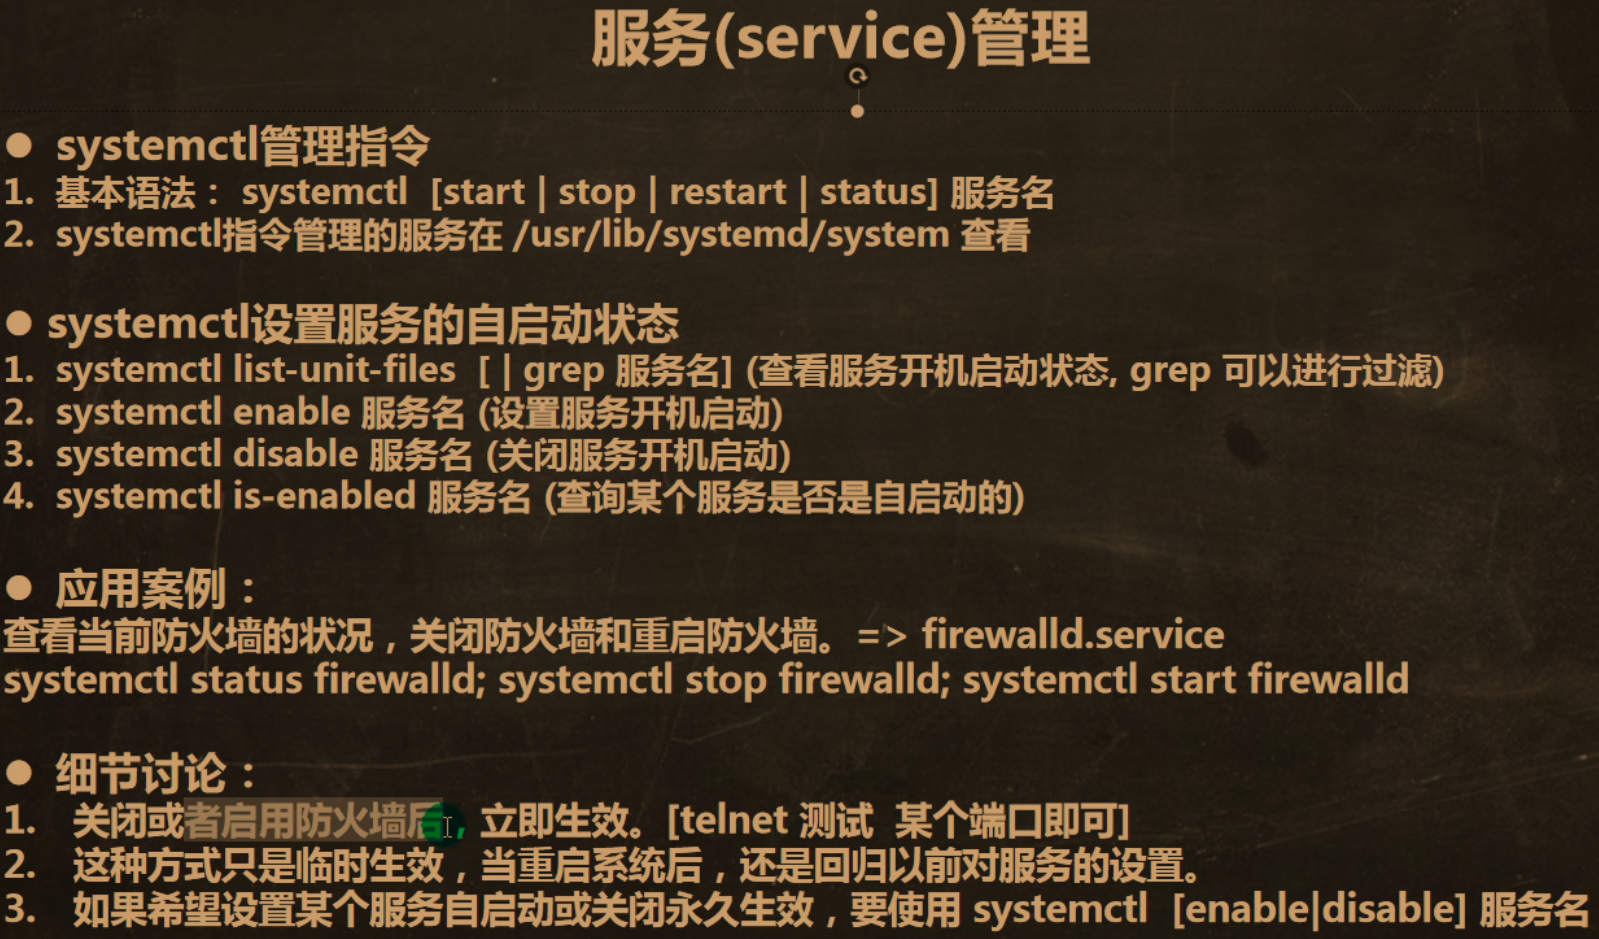 服务(service)管理
● systemctl管理指令
1. 基本语法： systemctl [start | stop | restart | status] 服务名
2. systemctl指令管理的服务在 /usr/lib/systemd/system 查看
● systemctl设置服务的自启动状态
1. systemctl list-unit-files [ | grep 服务名] (查看服务开机启动状态, grep 可以进行过滤)
2. systemctl enable 服务名 (设置服务开机启动)
3. systemctl disable 服务名 (关闭服务开机启动)
4. systemctl is-enabled 服务名 (查询某个服务是否是自启动的)
● 应用案例：
查看当前防火墙的状况，关闭防火墙和重启防火墙。=> firewalld.service
systemctl status firewalld; systemctl stop firewalld; systemctl start firewalld
● 细节讨论：
1. 关闭或者启用防火墙后，立即生效。[telnet 测试 某个端口即可]
2. 这种方式只是临时生效，当重启系统后，还是回归以前对服务的设置。
3. 如果希望设置某个服务自启动或关闭永久生效，要使用 systemctl [enable|disable] 服务名